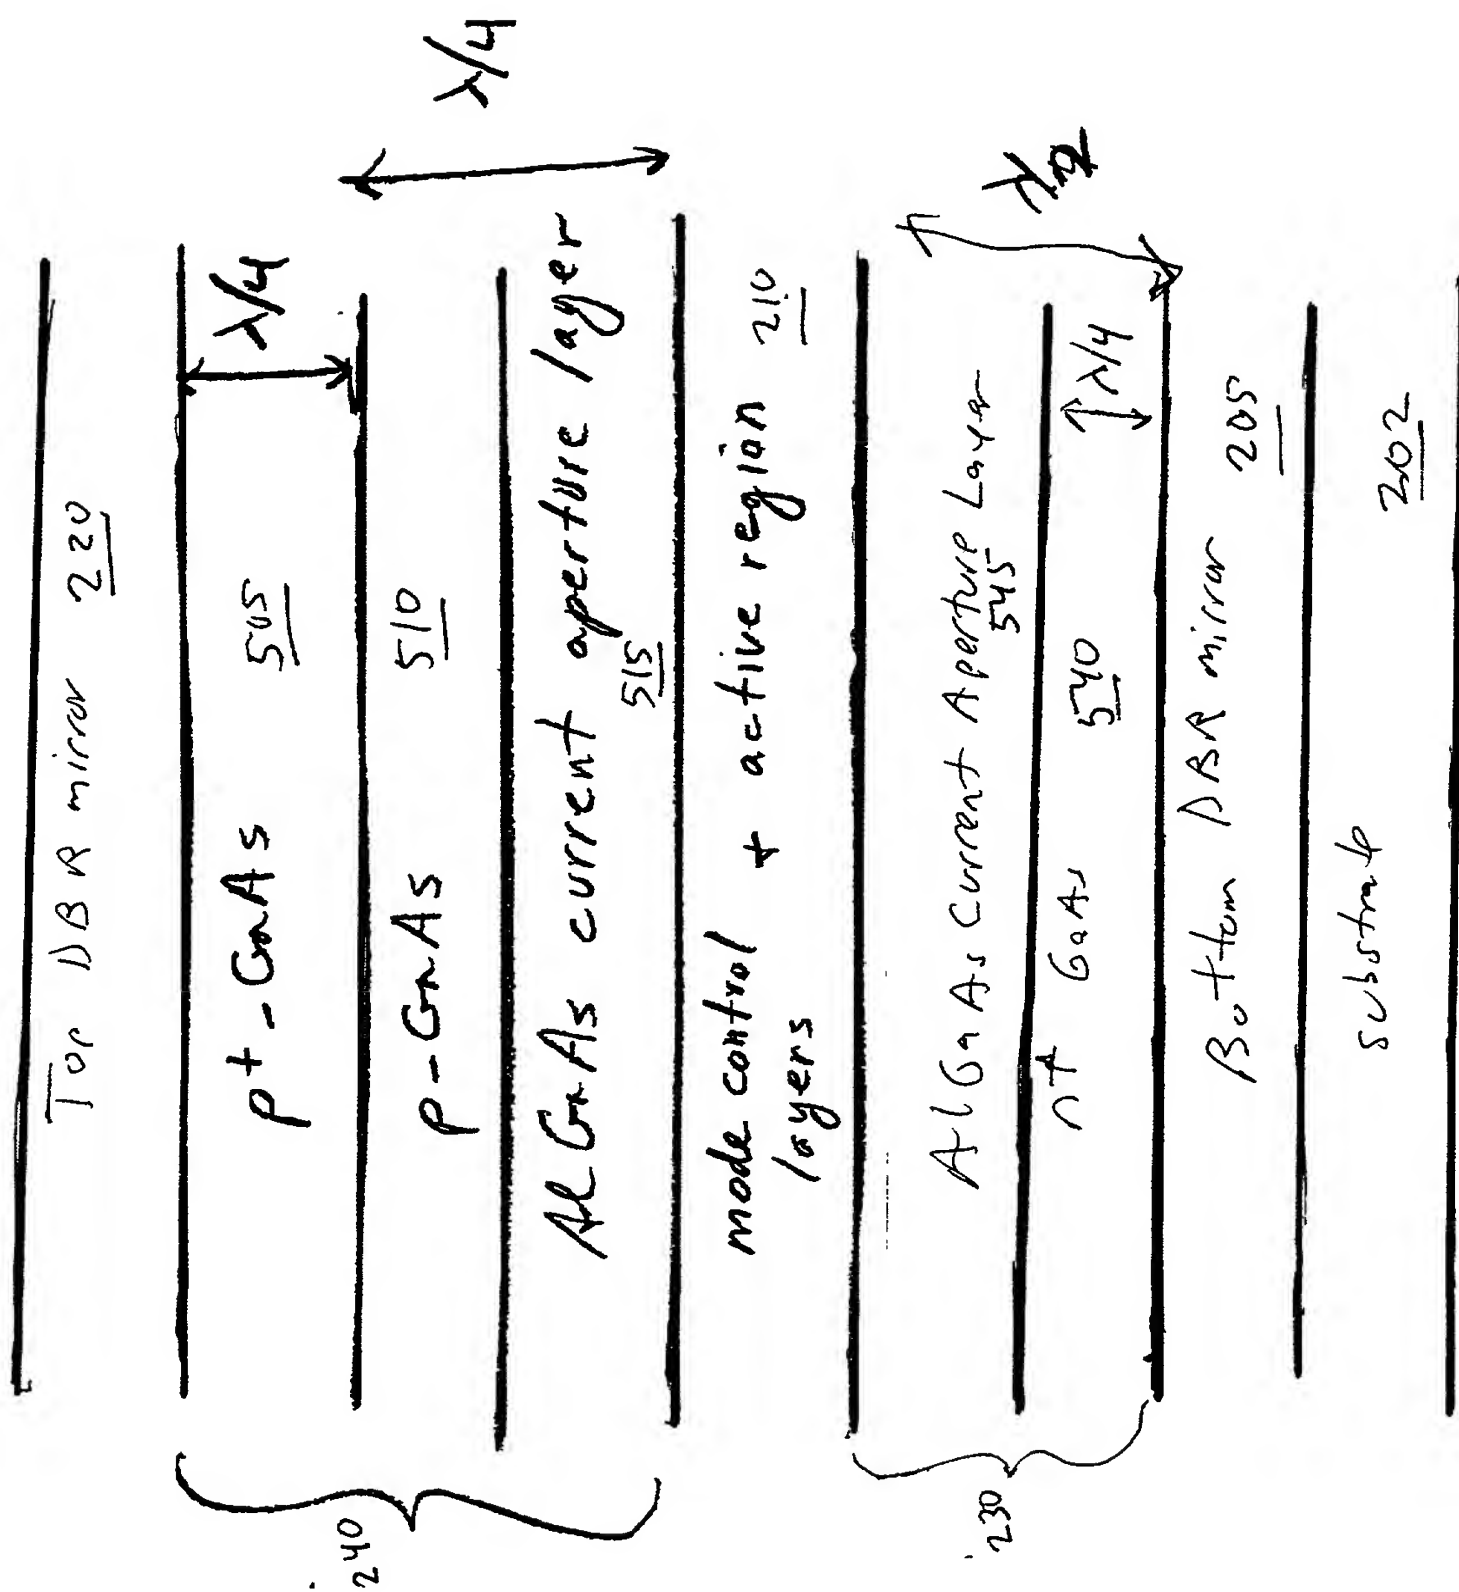 Top DBR mirror 220
p+-GaAs 505 λ/4
p-GaAs 510
λ/4
AlGaAs current aperture layer
515
240
mode control + active region 210
layers
AlGaAs Current Aperture Layer
545
n+ GaAs 540 λ/4
230
Bottom DBR mirror 205
substrate 202